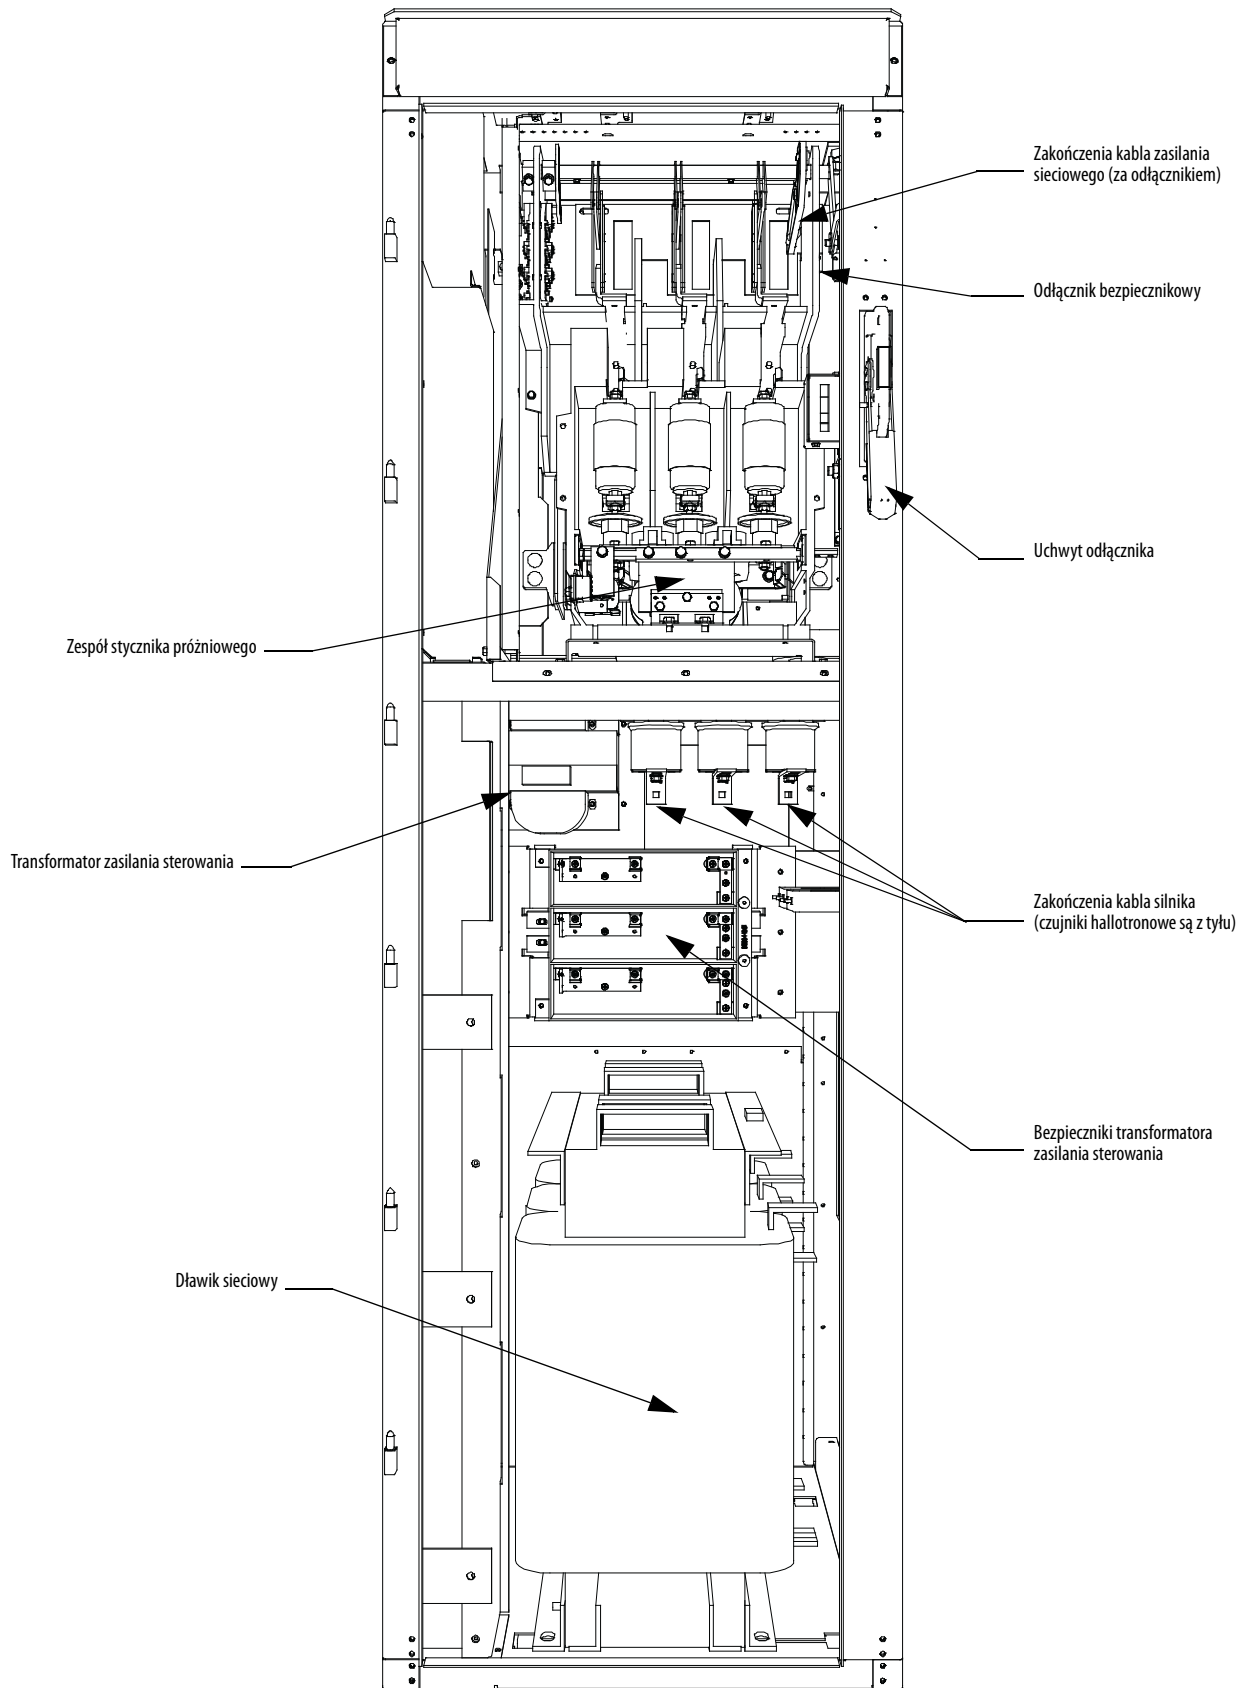 Zakończenia kabla zasilania
sieciowego (za odłącznikiem)
Odłącznik bezpiecznikowy
Uchwyt odłącznika
Zespół stycznika próżniowego
Transformator zasilania sterowania
Zakończenia kabla silnika
(czujniki hallotronowe są z tyłu)
Bezpieczniki transformatora
zasilania sterowania
Dławik sieciowy